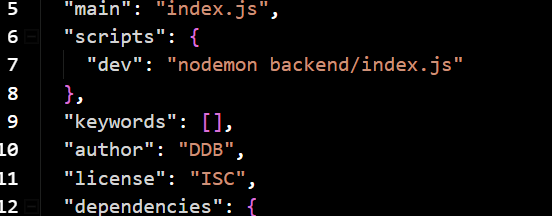 5 "main": "index.js",
6 "scripts": {
7 "dev": "nodemon backend/index.js"
8 },
9 "keywords": [],
10 "author": "DDB",
11 "license": "ISC",
12 "dependencies": {